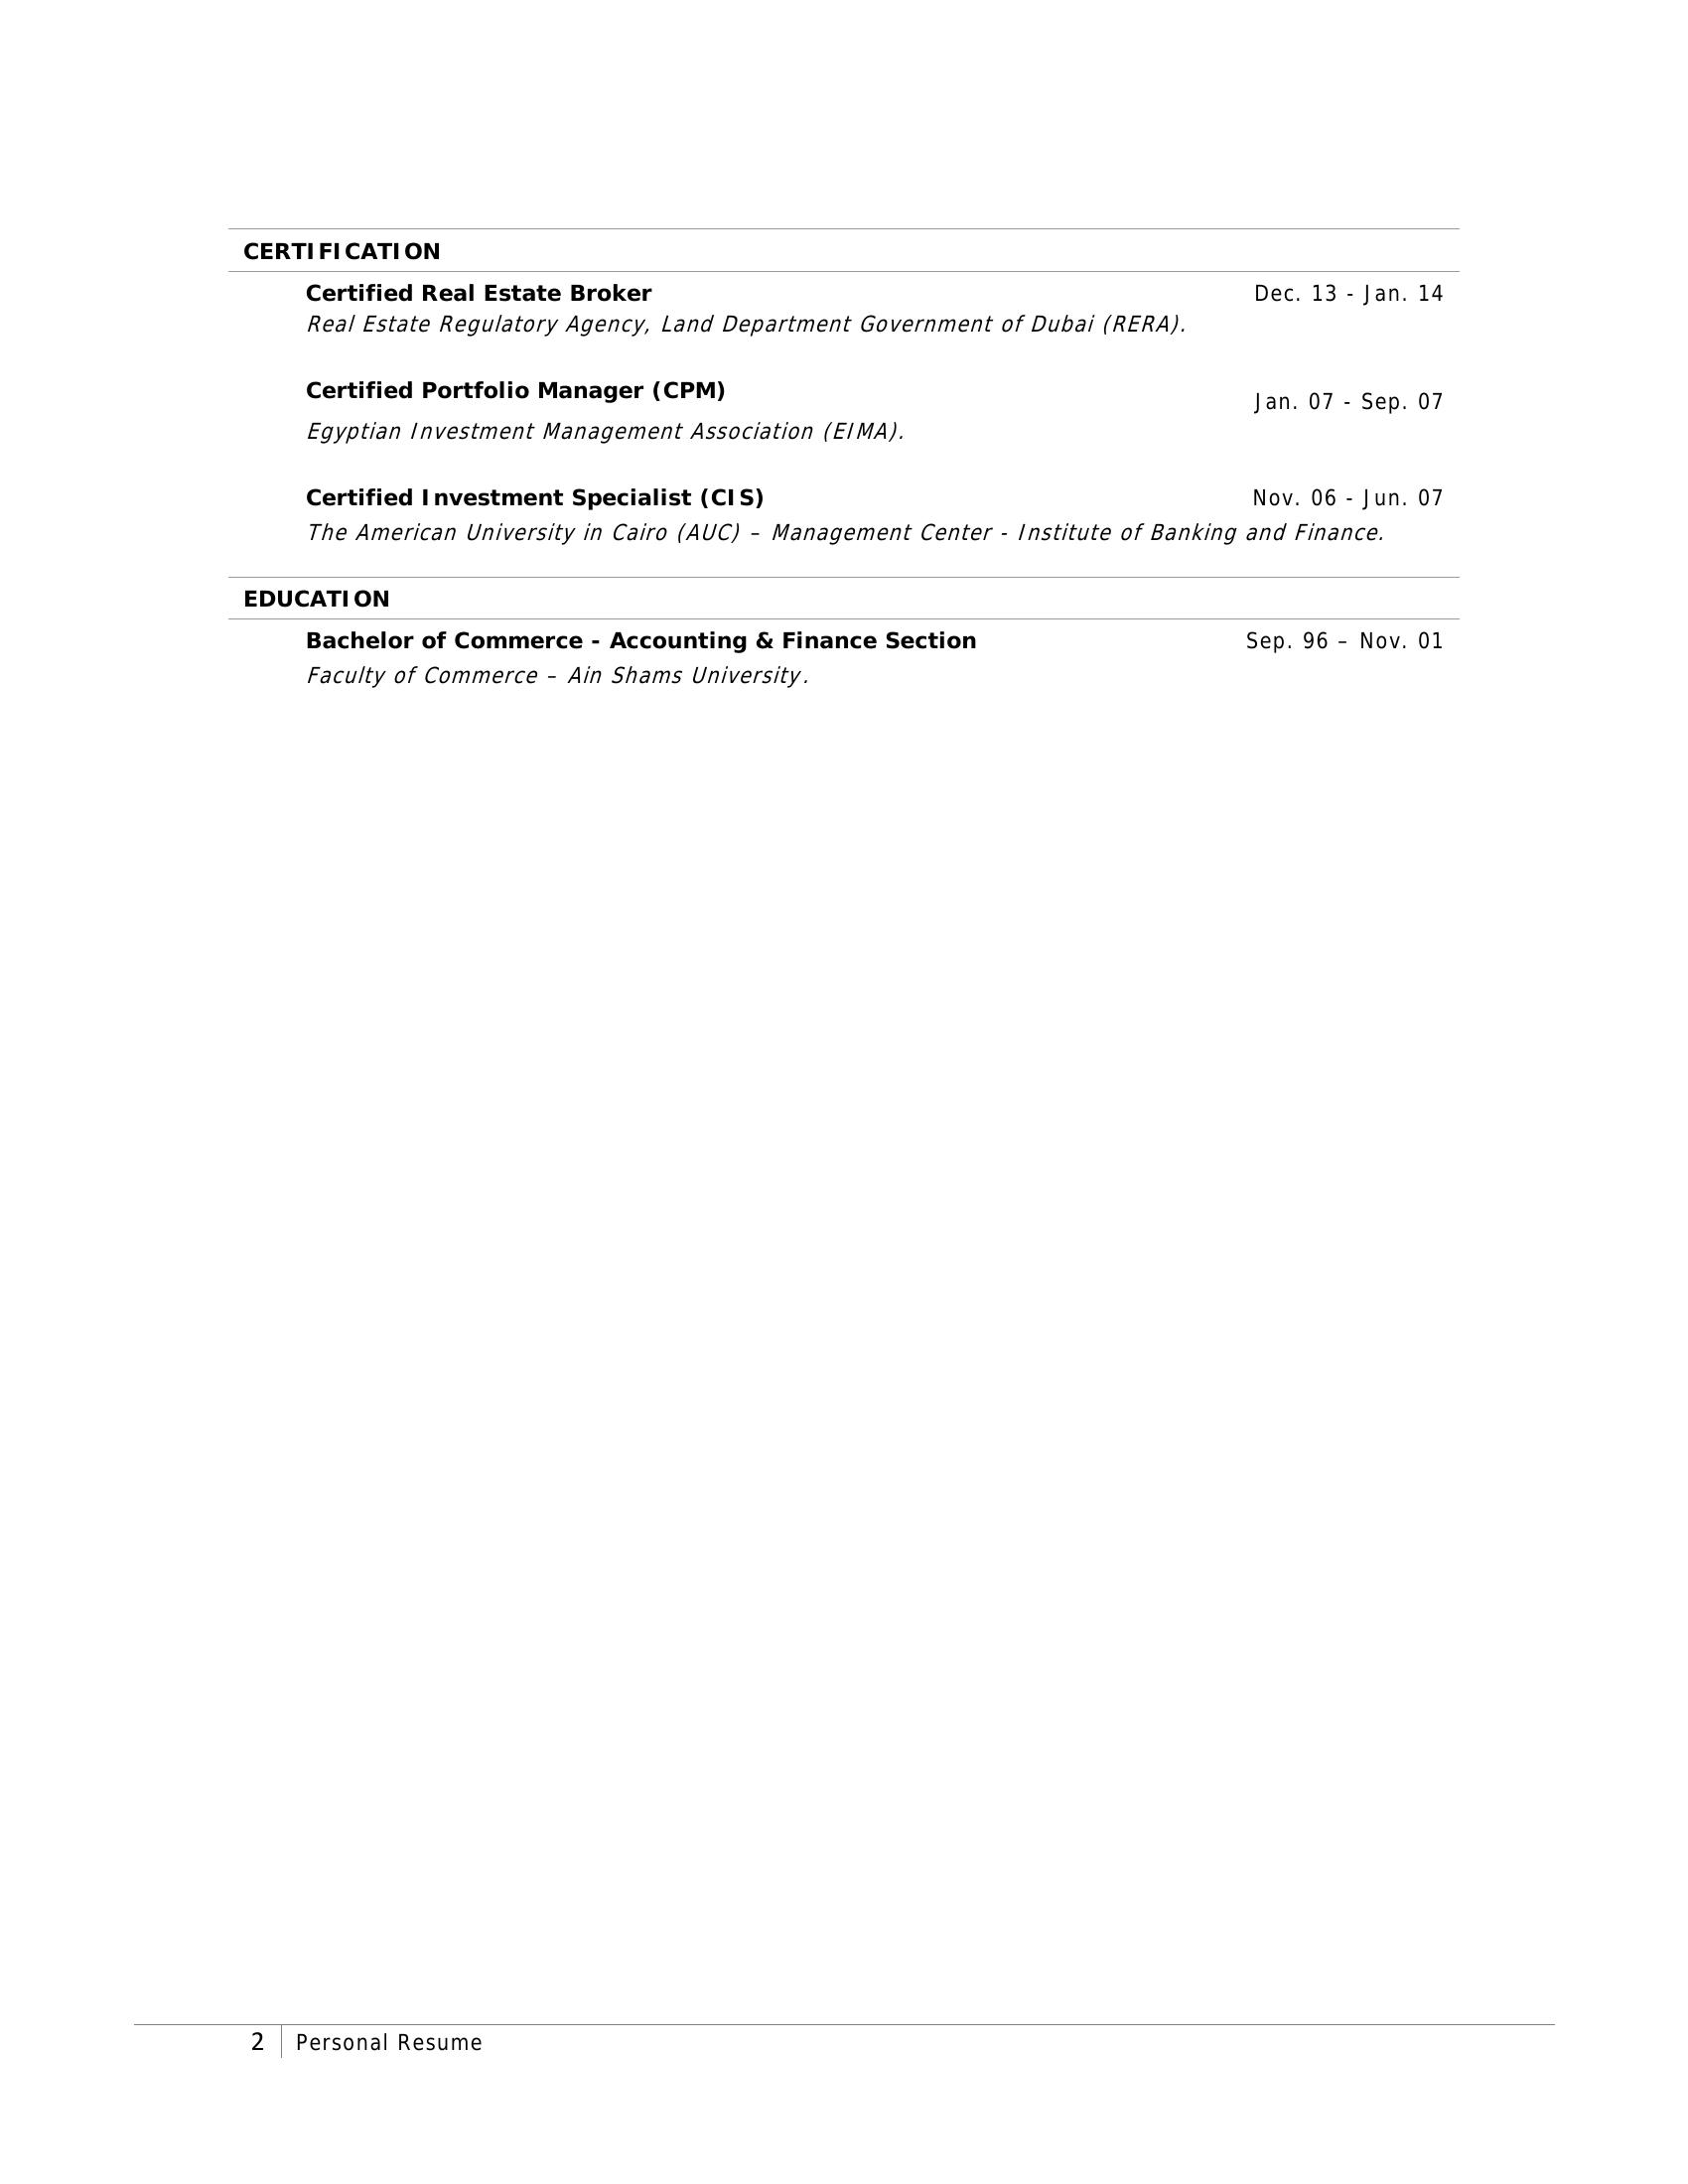 CERTIFICATION
Certified Real Estate Broker Dec. 13 - Jan. 14
Real Estate Regulatory Agency, Land Department Government of Dubai (RERA).
Certified Portfolio Manager (CPM) Jan. 07 - Sep. 07
Egyptian Investment Management Association (EIMA).
Certified Investment Specialist (CIS) Nov. 06 - Jun. 07
The American University in Cairo (AUC) – Management Center - Institute of Banking and Finance.
EDUCATION
Bachelor of Commerce - Accounting & Finance Section Sep. 96 – Nov. 01
Faculty of Commerce – Ain Shams University.
2 Personal Resume